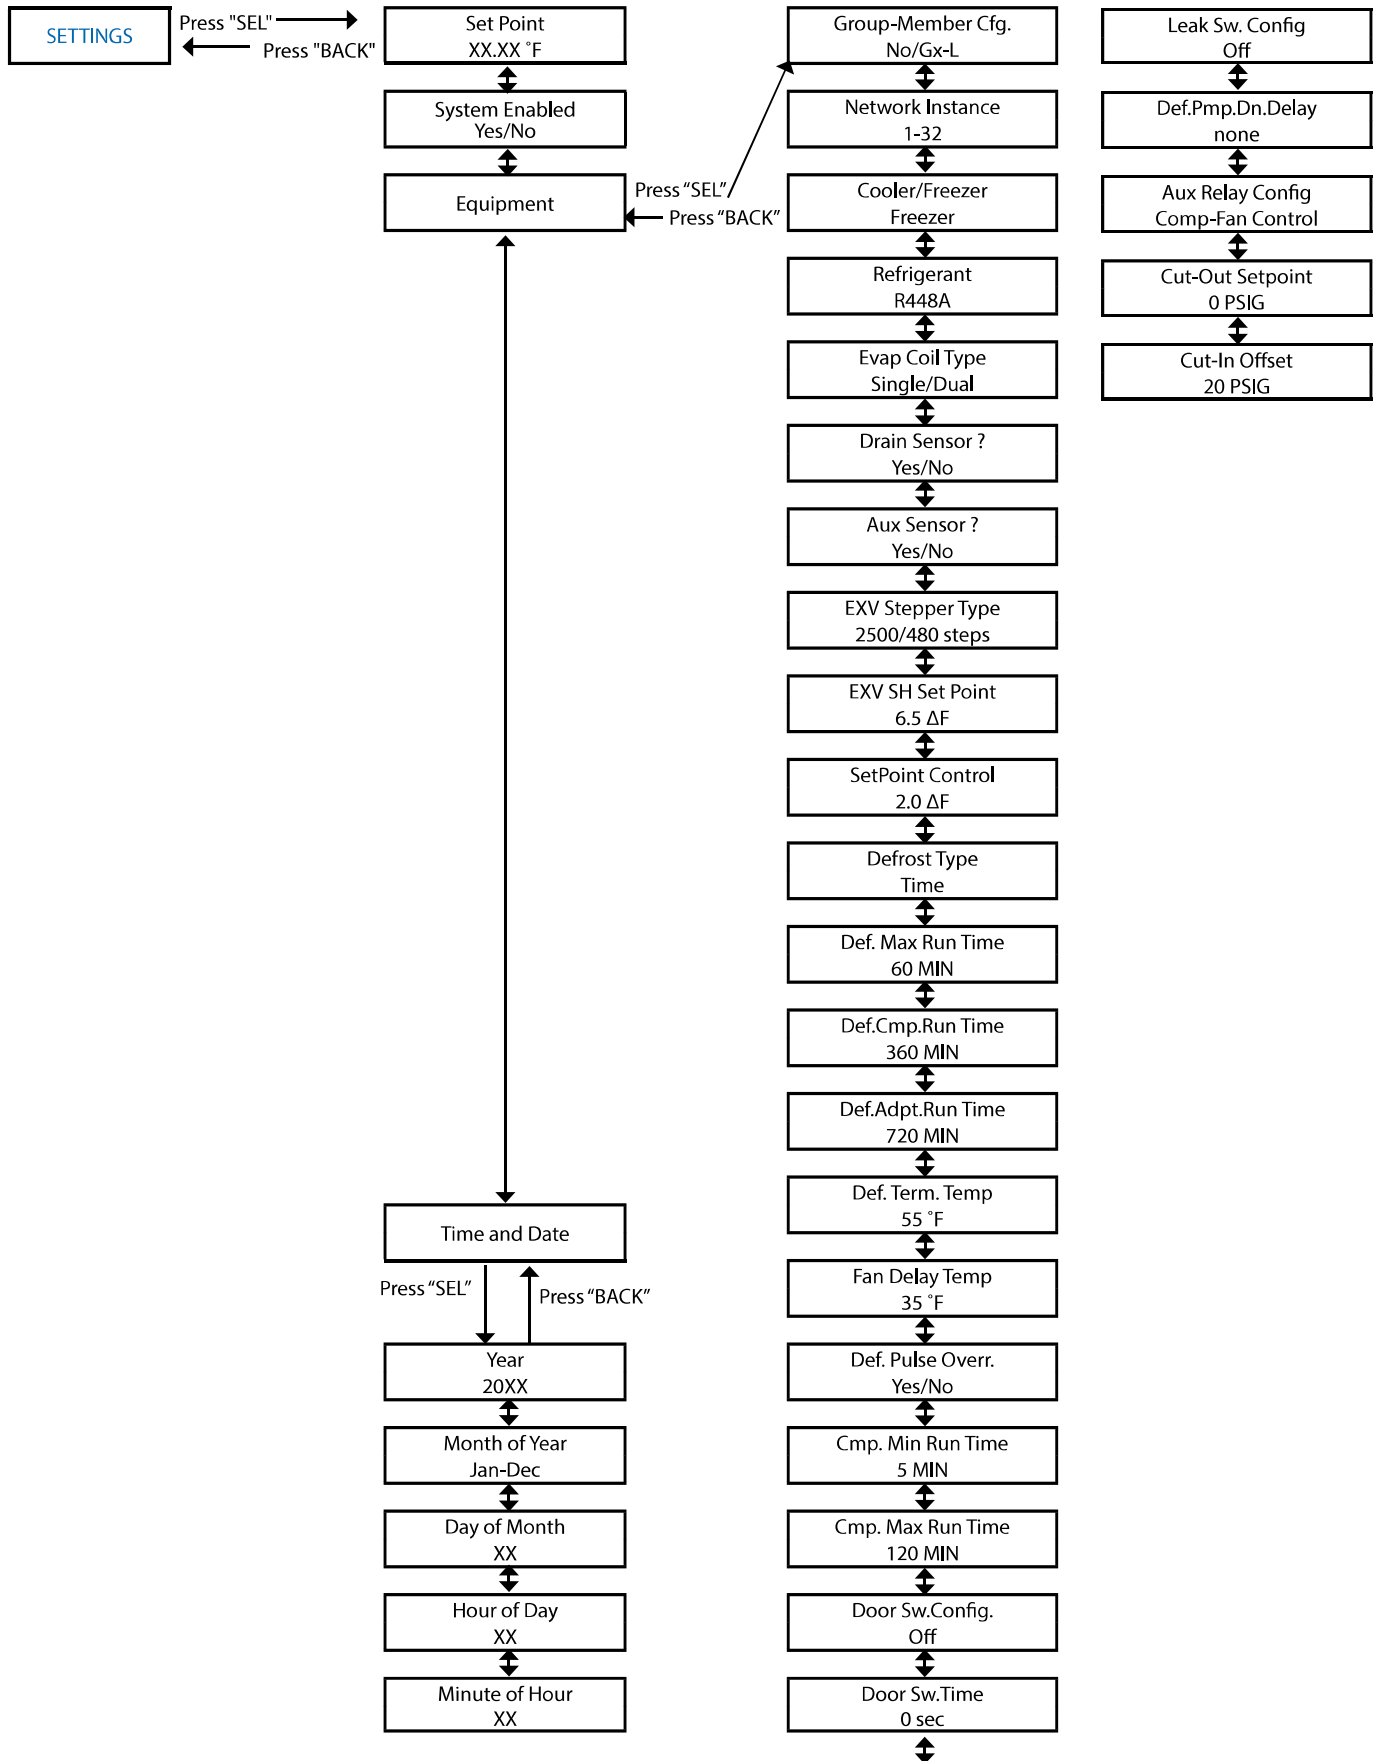 SETTINGS
Press "SEL"
Press "BACK"
Set Point
XX.XX °F
System Enabled
Yes/No
Equipment
Press “SEL”
Press “BACK”
Time and Date
Press “SEL”
Press “BACK”
Year
20XX
Month of Year
Jan-Dec
Day of Month
XX
Hour of Day
XX
Minute of Hour
XX
Group-Member Cfg.
No/Gx-L
Network Instance
1-32
Cooler/Freezer
Freezer
Refrigerant
R448A
Evap Coil Type
Single/Dual
Drain Sensor ?
Yes/No
Aux Sensor ?
Yes/No
EXV Stepper Type
2500/480 steps
EXV SH Set Point
6.5 ΔF
SetPoint Control
2.0 ΔF
Defrost Type
Time
Def. Max Run Time
60 MIN
Def.Cmp.Run Time
360 MIN
Def.Adpt.Run Time
720 MIN
Def. Term. Temp
55 °F
Fan Delay Temp
35 °F
Def. Pulse Overr.
Yes/No
Cmp. Min Run Time
5 MIN
Cmp. Max Run Time
120 MIN
Door Sw.Config.
Off
Door Sw.Time
0 sec
Leak Sw. Config
Off
Def.Pmp.Dn.Delay
none
Aux Relay Config
Comp-Fan Control
Cut-Out Setpoint
0 PSIG
Cut-In Offset
20 PSIG